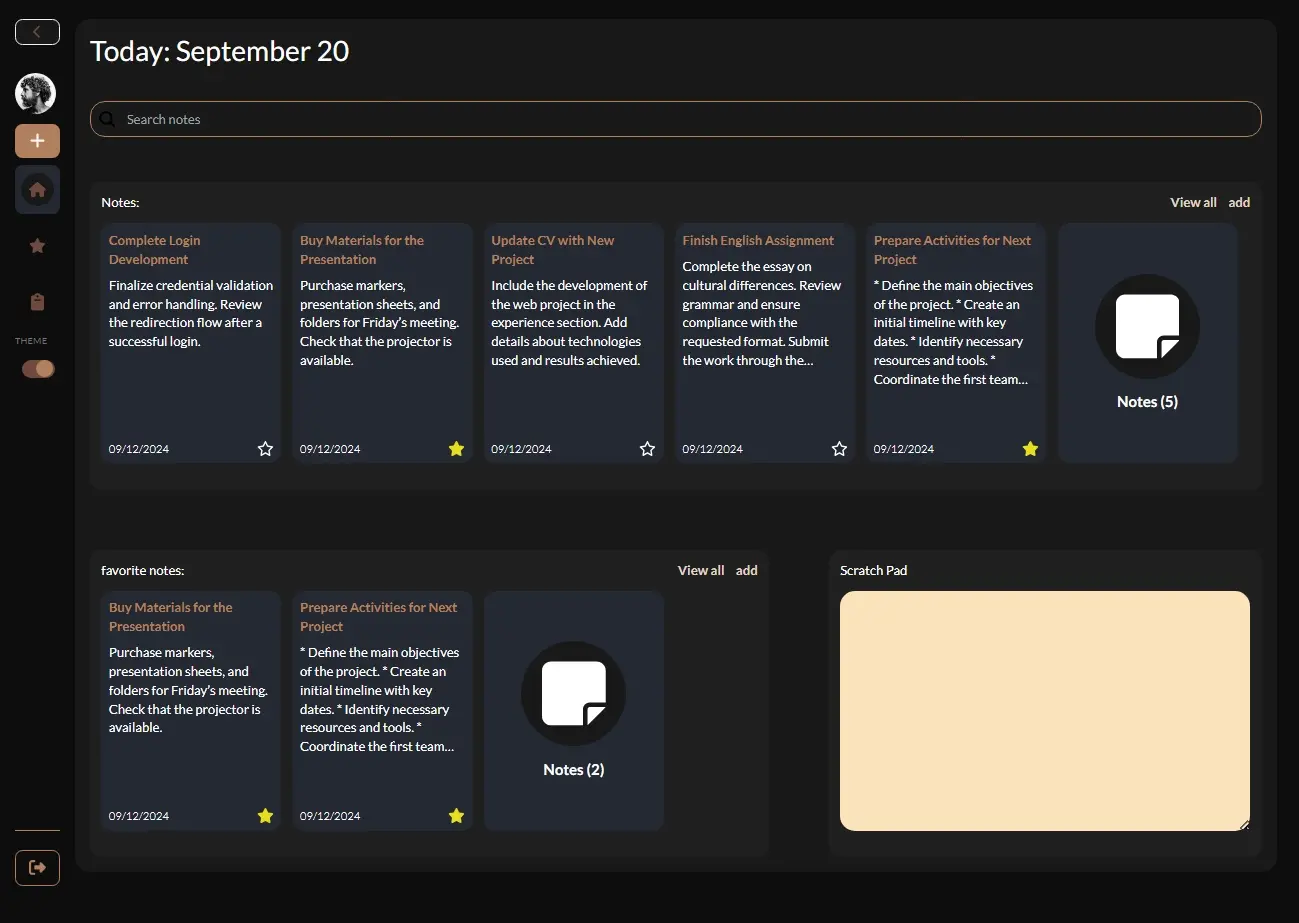 Today: September 20
Search notes
THEME
Notes:
View all add
Complete Login
Development
Finalize credential validation
and error handling. Review
the redirection flow after a
successful login.
09/12/2024
Buy Materials for the
Presentation
Purchase markers,
presentation sheets, and
folders for Friday's meeting.
Check that the projector is
available.
09/12/2024
Update CV with New
Project
Include the development of
the web project in the
experience section. Add
details about technologies
used and results achieved.
09/12/2024
Finish English Assignment
Complete the essay on
cultural differences. Review
grammar and ensure
compliance with the
requested format. Submit
the work through the...
09/12/2024
Prepare Activities for Next
Project
* Define the main objectives
of the project. * Create an
initial timeline with key
dates. * Identify necessary
resources and tools. *
Coordinate the first team...
09/12/2024
Notes (5)
favorite notes:
View all add
Buy Materials for the
Presentation
Purchase markers,
presentation sheets, and
folders for Friday's meeting.
Check that the projector is
available.
09/12/2024
Prepare Activities for Next
Project
* Define the main objectives
of the project. * Create an
initial timeline with key
dates. * Identify necessary
resources and tools. *
Coordinate the first team...
09/12/2024
Notes (2)
Scratch Pad